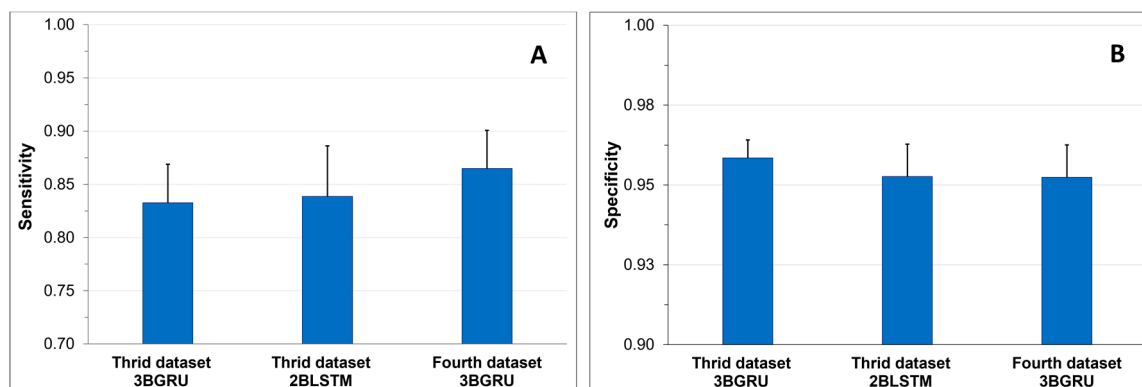 A
Sensitivity
1.00
0.95
0.90
0.85
0.80
0.75
0.70
Thrid dataset
3BGRU
Thrid dataset
2BLSTM
Fourth dataset
3BGRU
B
Specificity
1.00
0.98
0.95
0.93
0.90
Thrid dataset
3BGRU
Thrid dataset
2BLSTM
Fourth dataset
3BGRU